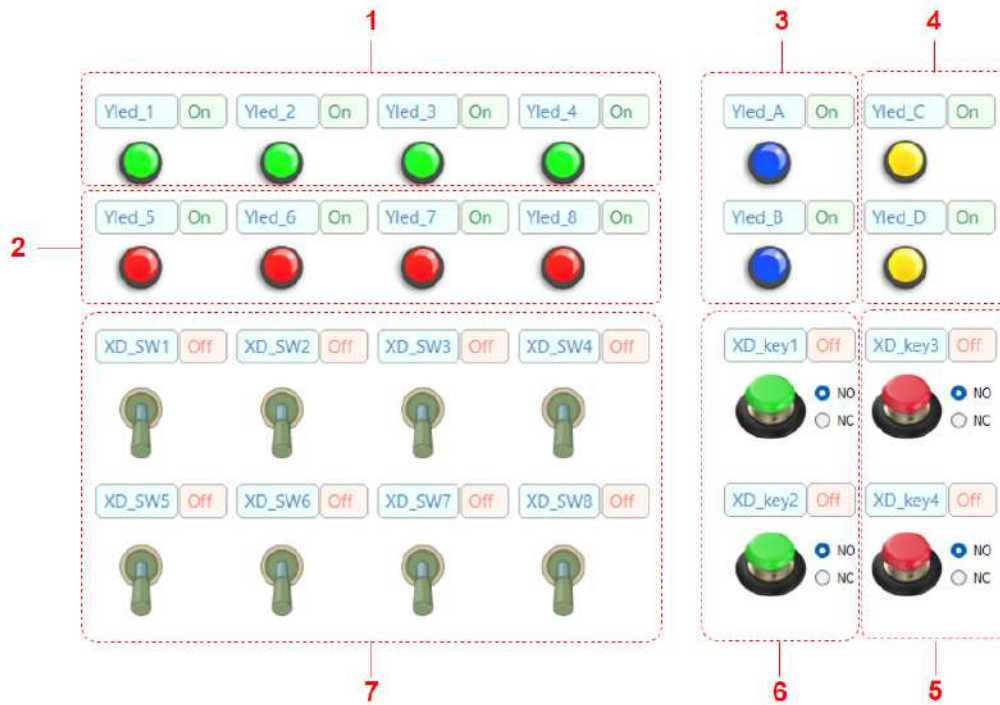 1 3 4
Yled_1 On Yled_2 On Yled_3 On Yled_4 On Yled_A On Yled_C On
2
Yled_5 On Yled_6 On Yled_7 On Yled_8 On Yled_B On Yled_D On
XD_SW1 Off XD_SW2 Off XD_SW3 Off XD_SW4 Off XD_key1 Off XD_key3 Off
NO NO
NC NC
XD_SW5 Off XD_SW6 Off XD_SW7 Off XD_SW8 Off XD_key2 Off XD_key4 Off
NO NO
NC NC
7 6 5